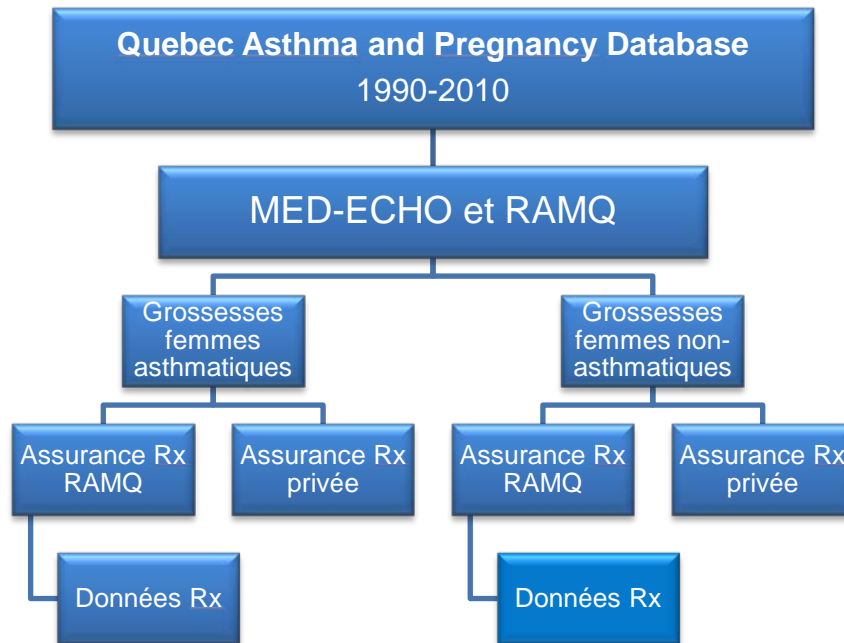 Quebec Asthma and Pregnancy Database
1990-2010
MED-ECHO et RAMQ
Grossesses
femmes
asthmatiques
Grossesses
femmes non-
asthmatiques
Assurance Rx
RAMQ
Assurance Rx
privée
Assurance Rx
RAMQ
Assurance Rx
privée
Données Rx
Données Rx